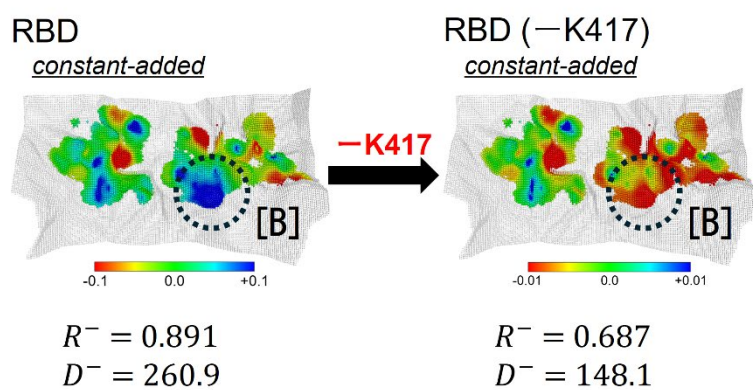 RBD
constant-added
[B]
-0.1 0.0 +0.1
R⁻ = 0.891
D⁻ = 260.9
−K417
RBD (−K417)
constant-added
[B]
-0.01 0.0 +0.01
R⁻ = 0.687
D⁻ = 148.1